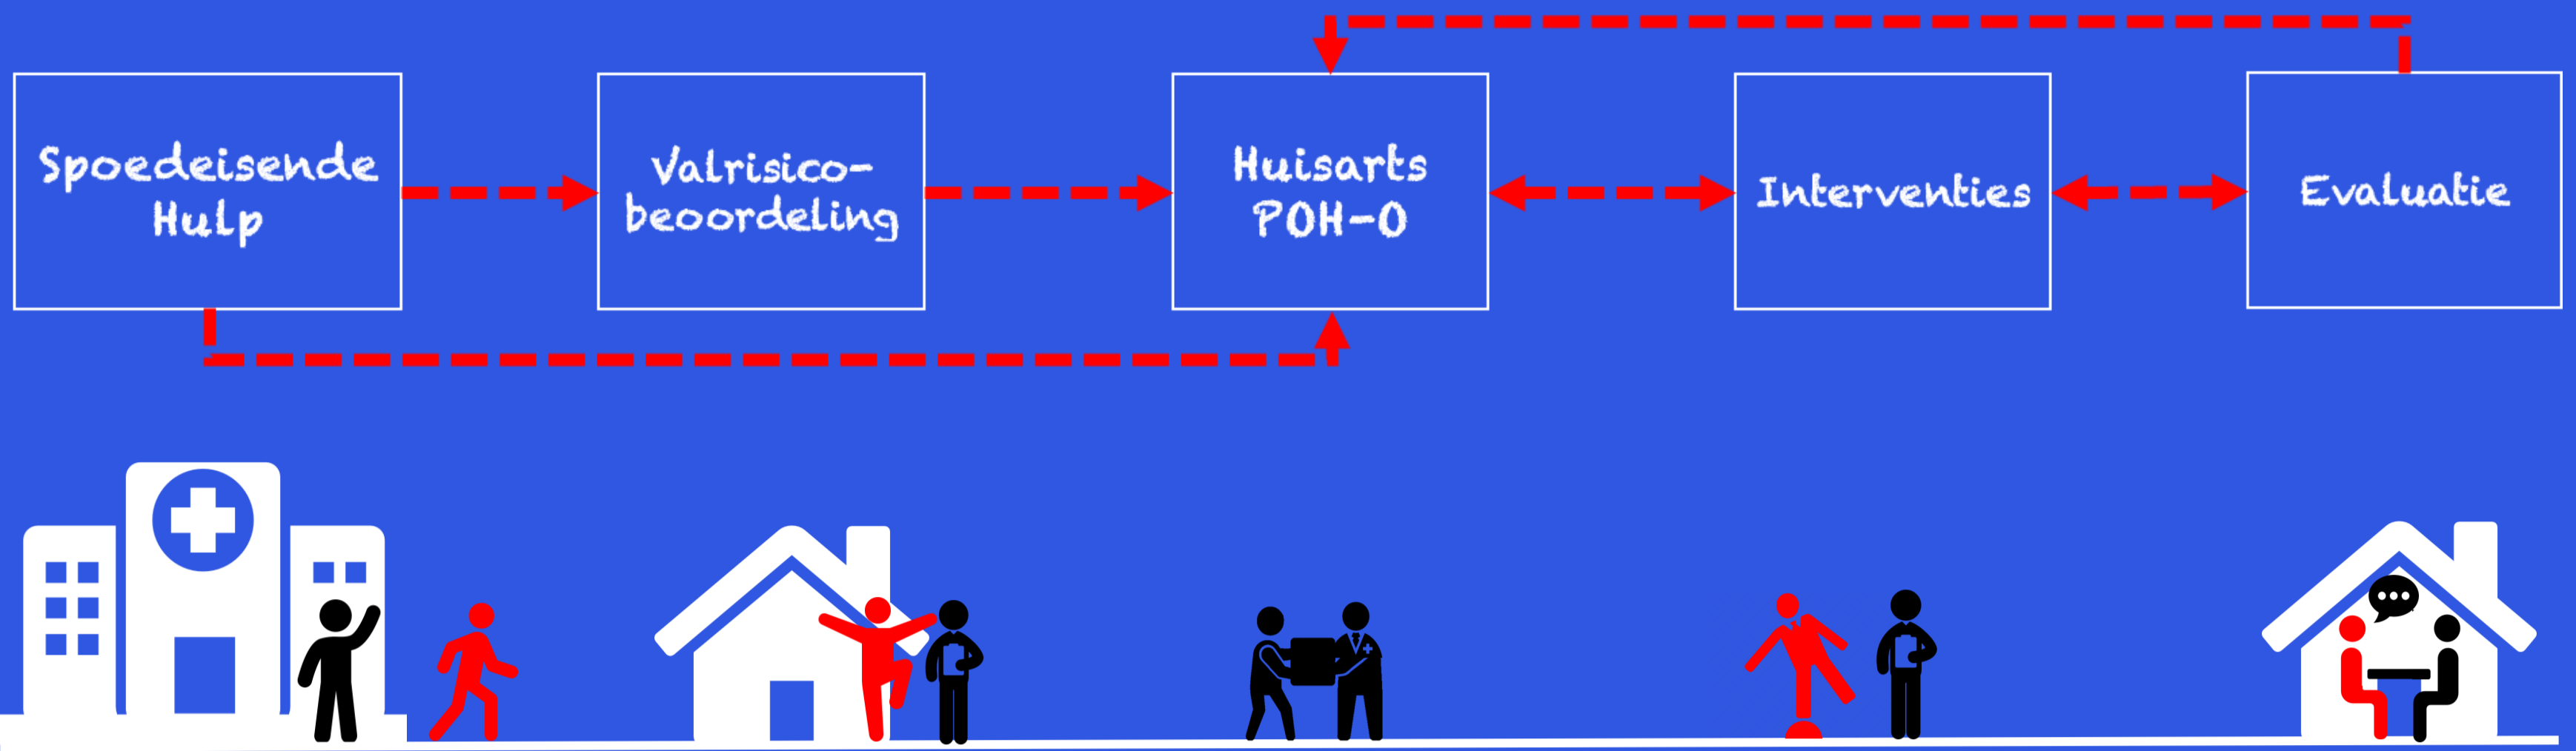 Spoedeisende
Hulp
Valrisico-
beoordeling
Huisarts
POH-O
Interventies
Evaluatie